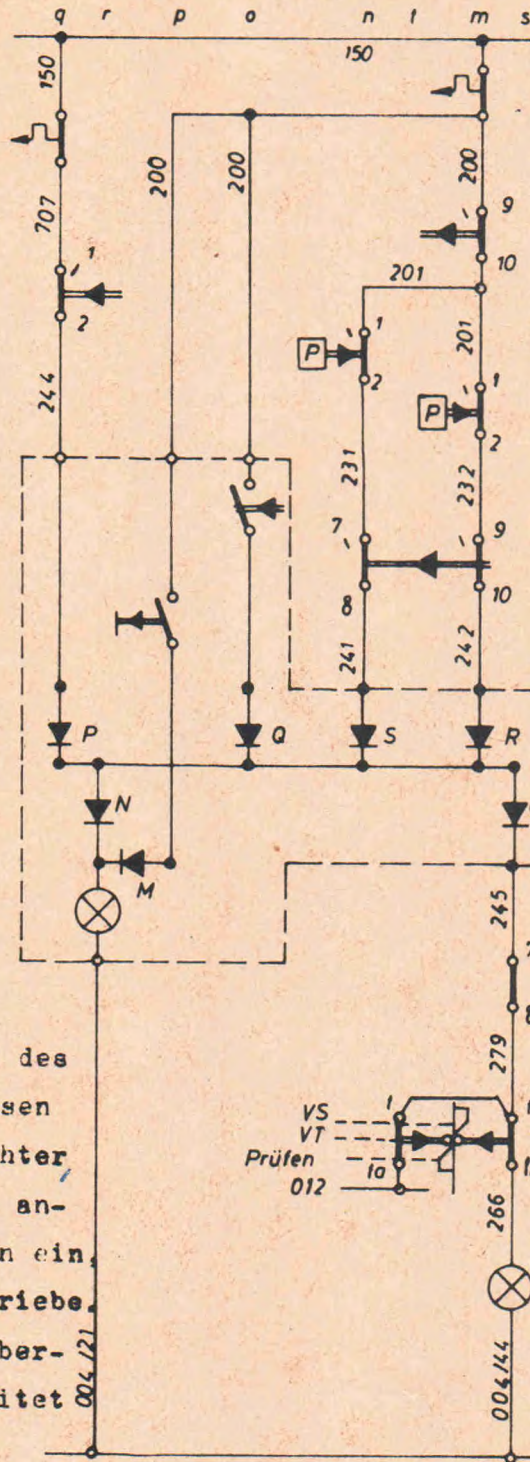 q r p o n t m s
150 150
200 200 200
707
1 9
2 10
201
1 201
P 2 1
P
244 2
231 232
7 9
8 10
241 242
P Q S R
N
M
245
279
VS 1
VT
Prüfen 1a
012
266
004/21 004/44
des
sen
hter
an-
n ein,
riebe,
ber-
itet